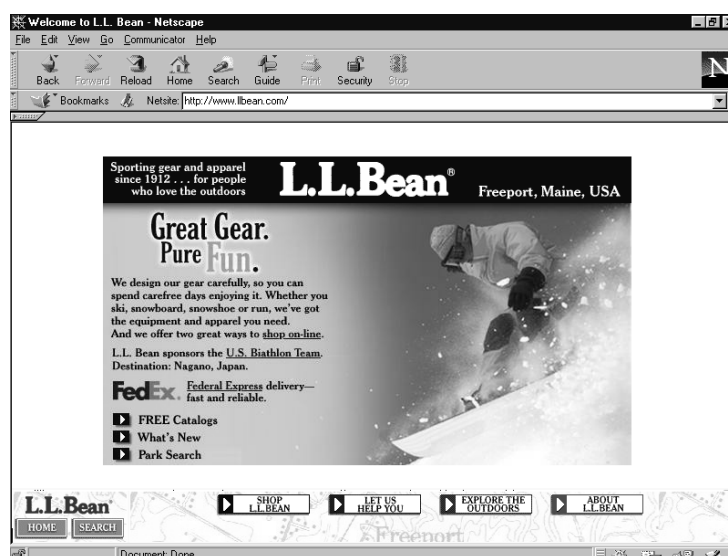 Welcome to L.L. Bean - Netscape
File Edit View Go Communicator Help
Back Forward Reload Home Search Guide Print Security Stop
Bookmarks Netsite: http://www.llbean.com/
Sporting gear and apparel
since 1912 . . . for people
who love the outdoors
L.L.Bean®
Freeport, Maine, USA
Great Gear.
Pure Fun.
We design our gear carefully, so you can
spend carefree days enjoying it. Whether you
ski, snowboard, snowshoe or run, we've got
the equipment and apparel you need.
And we offer two great ways to shop on-line.
L.L. Bean sponsors the U.S. Biathlon Team.
Destination: Nagano, Japan.
FedEx. Federal Express delivery—
fast and reliable.
FREE Catalogs
What's New
Park Search
L.L.Bean
HOME SEARCH
SHOP
L.L.BEAN
LET US
HELP YOU
EXPLORE THE
OUTDOORS
ABOUT
L.L.BEAN
Freeport
Document: Done